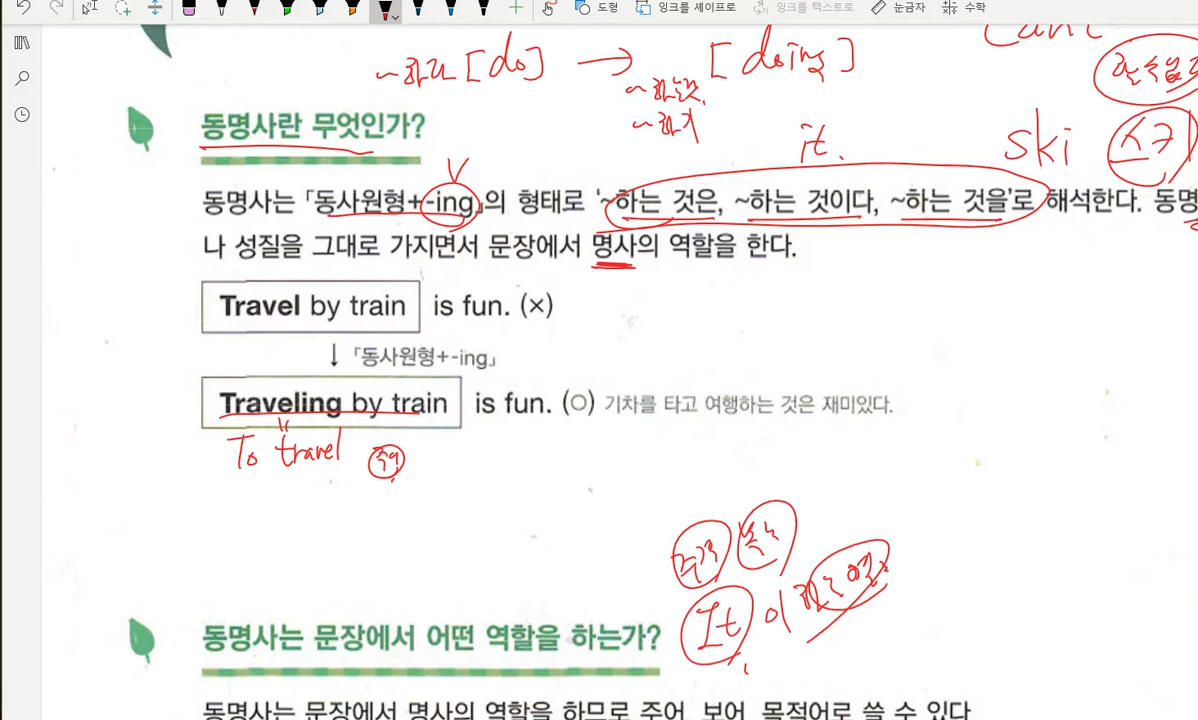 도형 잉크를 셰이프로 잉크를 텍스트로 눈금자 수학
~하다 [do] → [doing]
~하는것,
~하기
it.
ski
동명사란 무엇인가?
V
동명사는 「동사원형+-ing」의 형태로 '~하는 것은, ~하는 것이다, ~하는 것을'로 해석한다. 동명
나 성질을 그대로 가지면서 문장에서 명사의 역할을 한다.
Travel by train is fun. (×)
↓ 「동사원형+-ing」
Traveling by train is fun. (○) 기차를 타고 여행하는 것은 재미있다.
To travel 주어
주격
It 이
동명사는 문장에서 어떤 역할을 하는가?
동명사는 문장에서 명사의 역할을 하므로 주어, 보어, 목적어로 쓸 수 있다